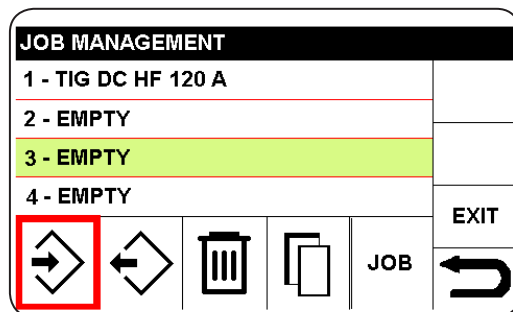 JOB MANAGEMENT
1 - TIG DC HF 120 A
2 - EMPTY
3 - EMPTY
4 - EMPTY
EXIT
JOB